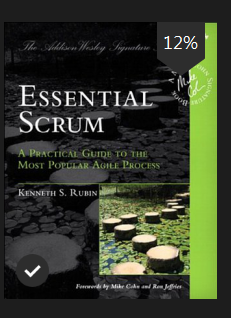 The Addison Wesley Signature
12%
ESSENTIAL
SCRUM
A PRACTICAL GUIDE TO THE
MOST POPULAR AGILE PROCESS
KENNETH S. RUBIN
Forewords by Mike Cohn and Ron Jeffries